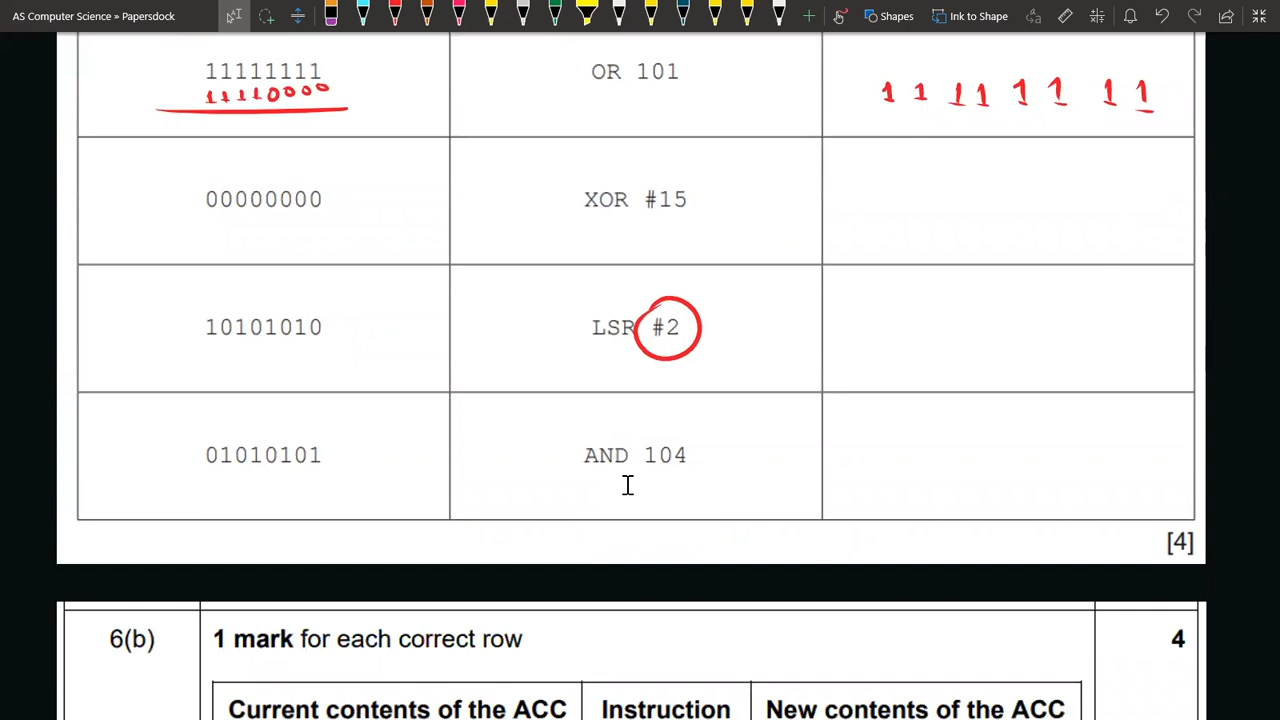 AS Computer Science » Papersdock
Shapes
Ink to Shape
11111111 OR 101 1 1 1 1 1 1 1 1
11110000
00000000 XOR #15
10101010 LSR #2
01010101 AND 104
[4]
6(b) 1 mark for each correct row 4
Current contents of the ACC Instruction New contents of the ACC